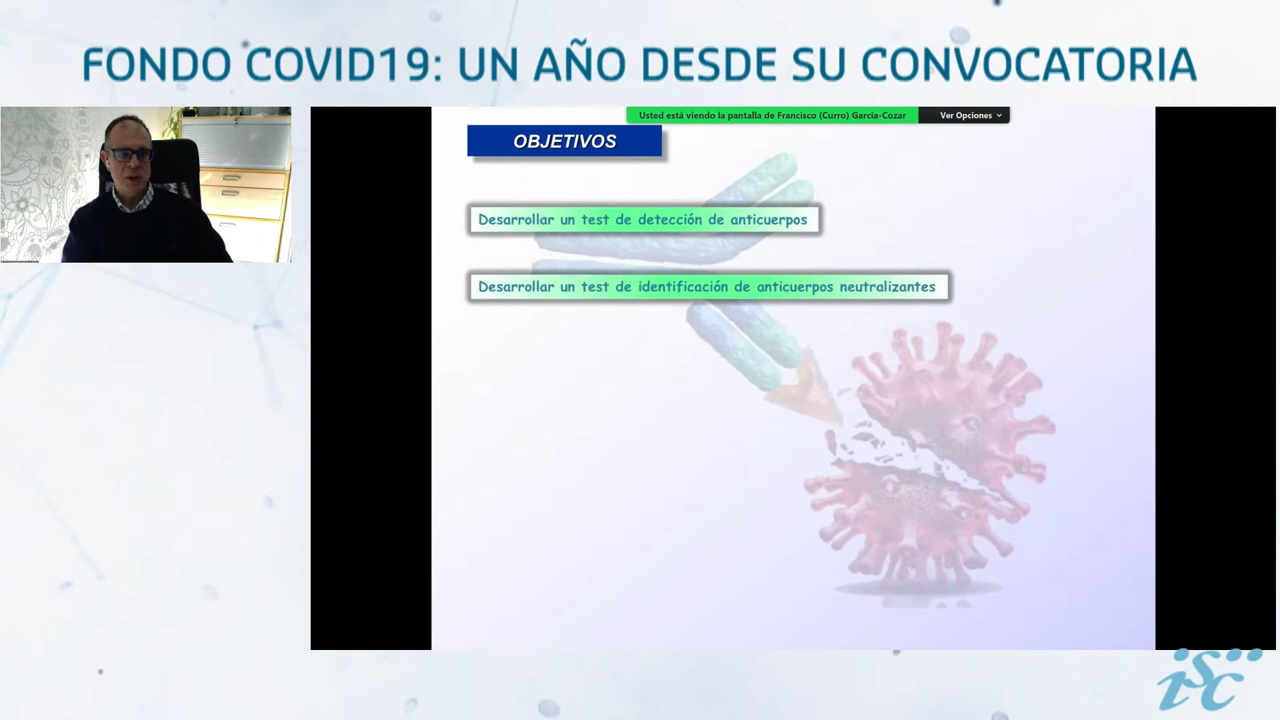 FONDO COVID19: UN AÑO DESDE SU CONVOCATORIA
Usted está viendo la pantalla de Francisco (Curro) García-Cozar
Ver Opciones
OBJETIVOS
Desarrollar un test de detección de anticuerpos
Desarrollar un test de identificación de anticuerpos neutralizantes
isc